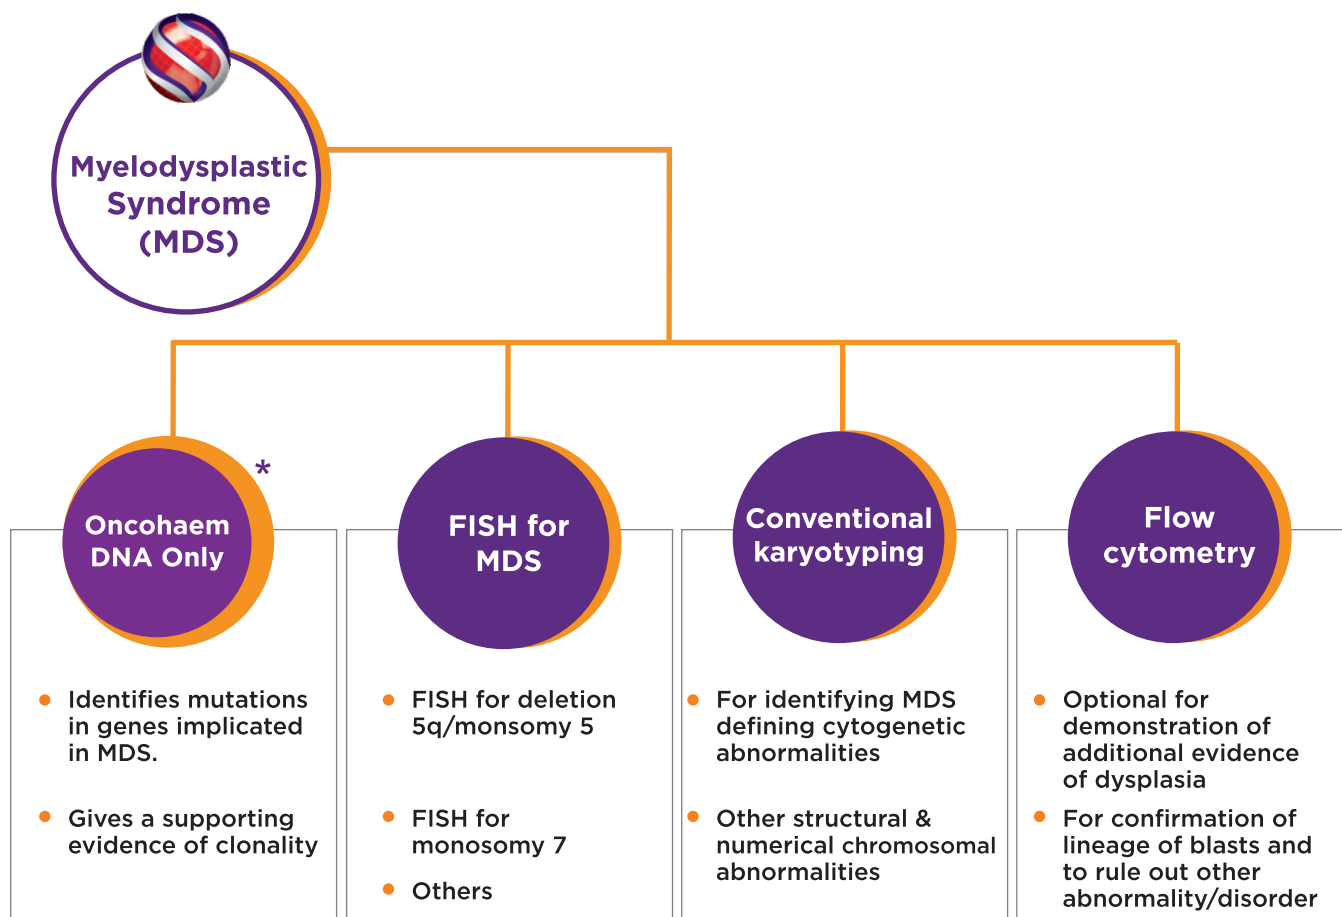 Myelodysplastic
Syndrome
(MDS)
*
Oncohaem
DNA Only
Identifies mutations
in genes implicated
in MDS.
Gives a supporting
evidence of clonality
FISH for
MDS
FISH for deletion
5q/monsomy 5
FISH for
monosomy 7
Others
Conventional
karyotyping
For identifying MDS
defining cytogenetic
abnormalities
Other structural &
numerical chromosomal
abnormalities
Flow
cytometry
Optional for
demonstration of
additional evidence
of dysplasia
For confirmation of
lineage of blasts and
to rule out other
abnormality/disorder